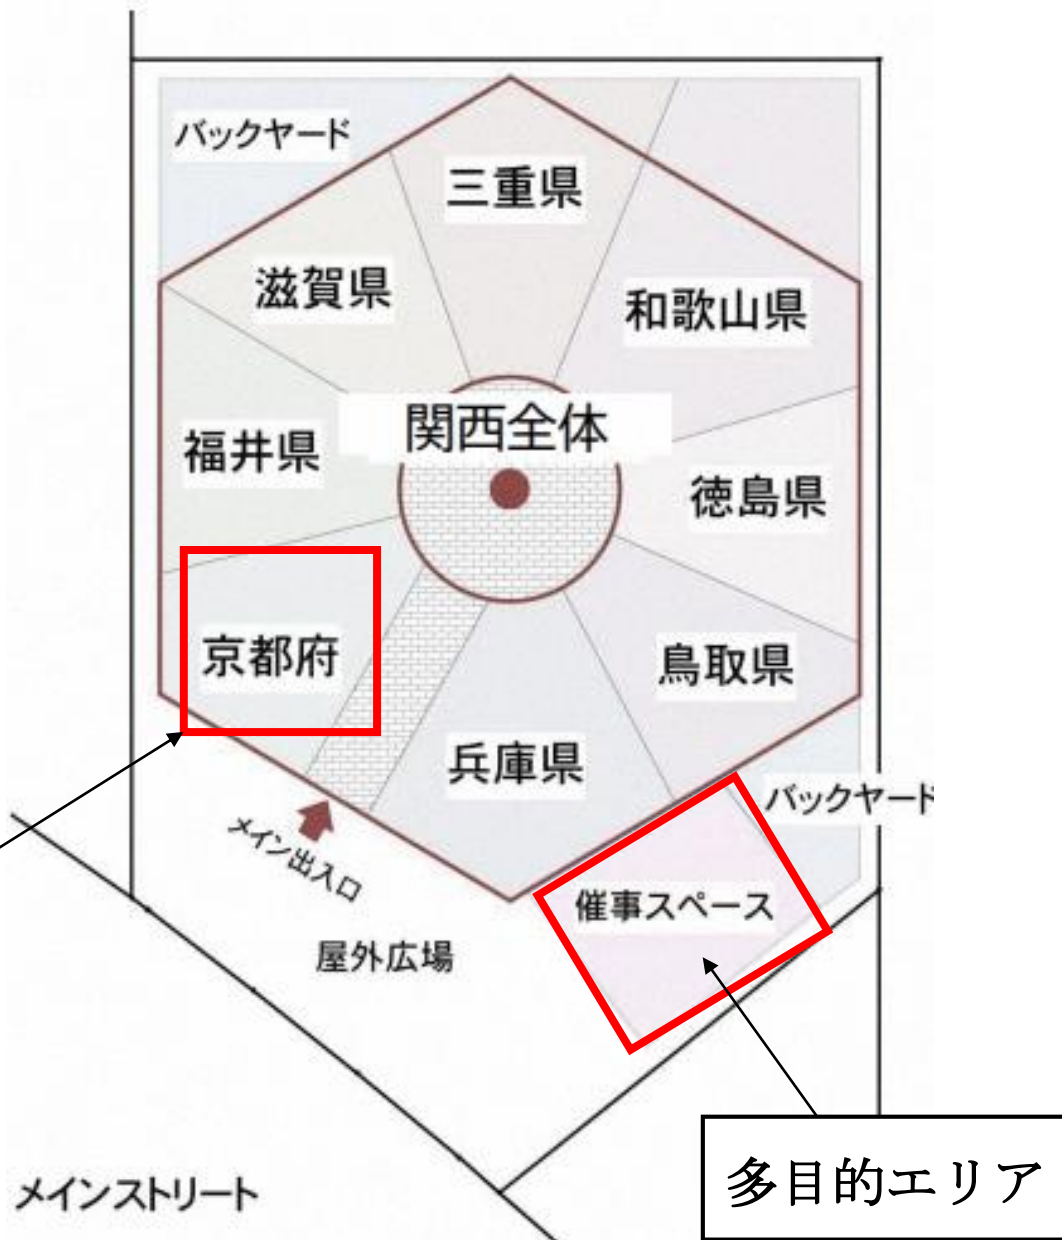 バックヤード
三重県
滋賀県
和歌山県
関西全体
福井県
徳島県
京都府
鳥取県
兵庫県
バックヤード
メイン出入口
催事スペース
屋外広場
多目的エリア
メインストリート